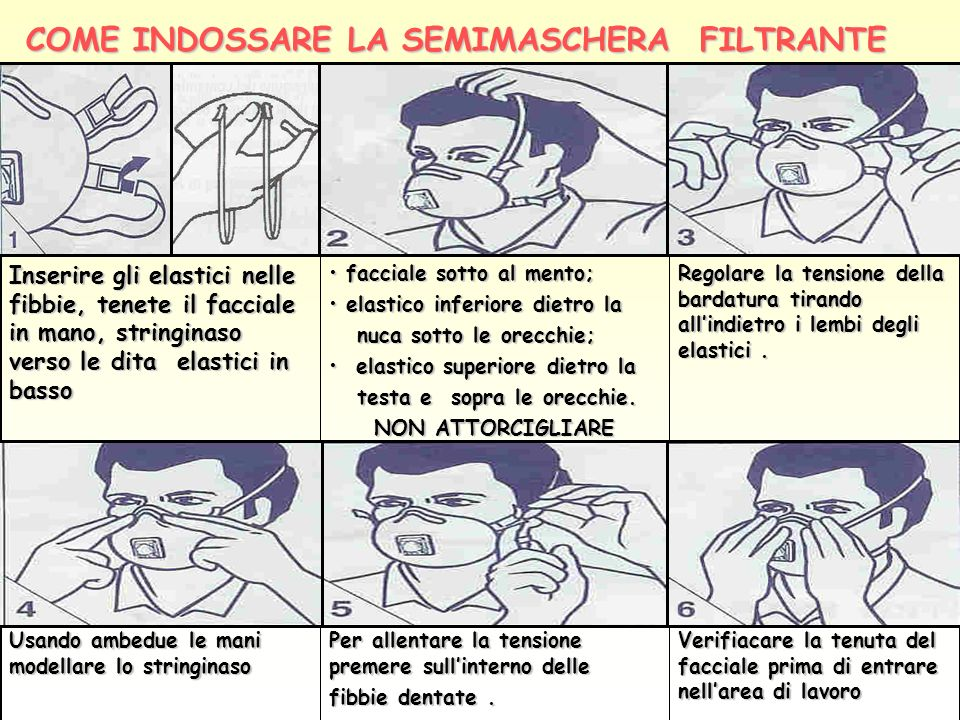 COME INDOSSARE LA SEMIMASCHERA FILTRANTE
1
2
3
Inserire gli elastici nelle
fibbie, tenete il facciale
in mano, stringinaso
verso le dita elastici in
basso
• facciale sotto al mento;
• elastico inferiore dietro la
nuca sotto le orecchie;
• elastico superiore dietro la
testa e sopra le orecchie.
NON ATTORCIGLIARE
Regolare la tensione della
bardatura tirando
all'indietro i lembi degli
elastici .
4
5
6
Usando ambedue le mani
modellare lo stringinaso
Per allentare la tensione
premere sull'interno delle
fibbie dentate .
Verifiacare la tenuta del
facciale prima di entrare
nell'area di lavoro